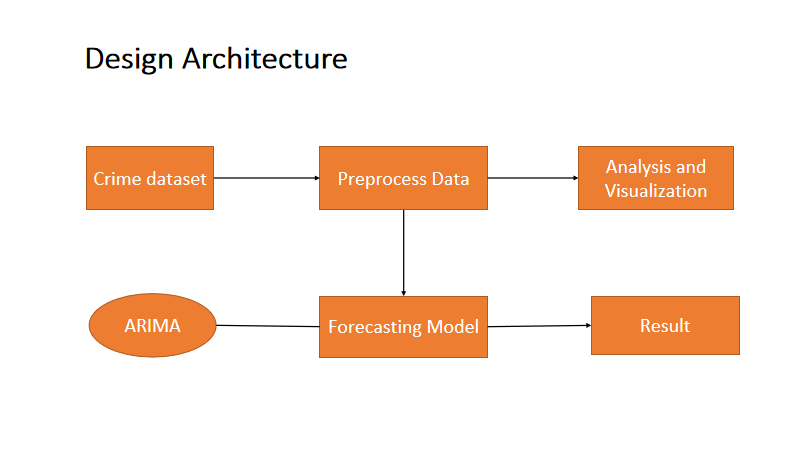 Design Architecture
Crime dataset
Preprocess Data
Analysis and
Visualization
ARIMA
Forecasting Model
Result